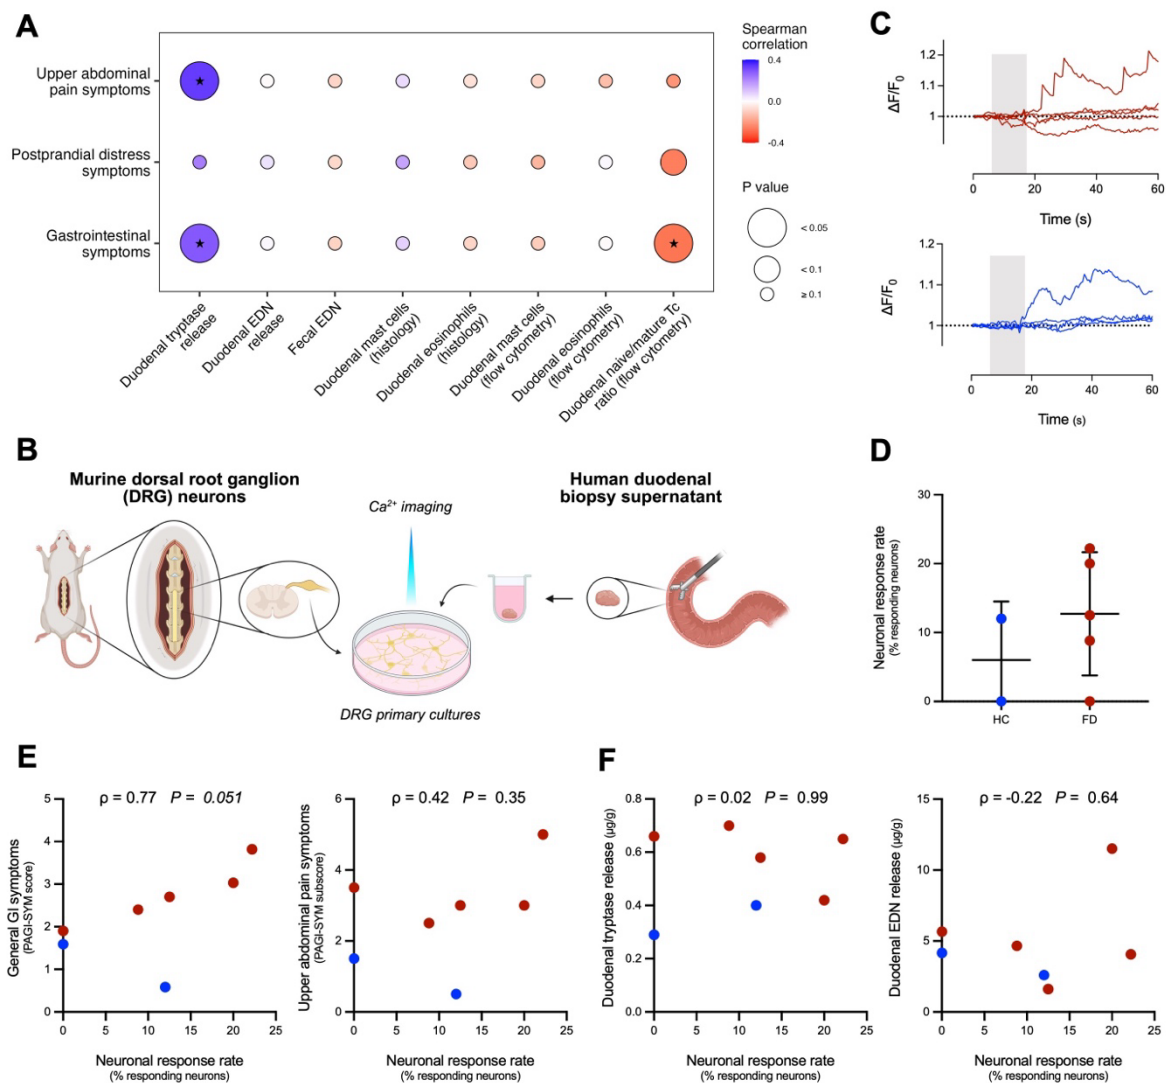 A
Upper abdominal
pain symptoms
Postprandial distress
symptoms
Gastrointestinal
symptoms
Duodenal tryptase
release
Duodenal EDN
release
Fecal EDN
Duodenal mast cells
(histology)
Duodenal eosinophils
(histology)
Duodenal mast cells
(flow cytometry)
Duodenal eosinophils
(flow cytometry)
Duodenal naive/mature Tc
ratio (flow cytometry)
Spearman
correlation
0.4
0.0
-0.4
P value
< 0.05
< 0.1
≥ 0.1
C
1.2
1.1
1
ΔF/F0
0
20
40
60
Time (s)
1.2
1.1
1
ΔF/F0
0
20
40
60
Time (s)
B
Murine dorsal root ganglion
(DRG) neurons
Ca2+ imaging
Human duodenal
biopsy supernatant
DRG primary cultures
D
30
20
10
0
Neuronal response rate
(% responding neurons)
HC
FD
E
ρ = 0.77 P = 0.051
5
4
3
2
1
0
General GI symptoms
(PAGI-SYM score)
0
5
10
15
20
25
Neuronal response rate
(% responding neurons)
ρ = 0.42 P = 0.35
6
4
2
0
Upper abdominal pain symptoms
(PAGI-SYM subscore)
0
5
10
15
20
25
Neuronal response rate
(% responding neurons)
F
ρ = 0.02 P = 0.99
0.8
0.6
0.4
0.2
0.0
Duodenal tryptase release (µg/g)
0
5
10
15
20
25
Neuronal response rate
(% responding neurons)
ρ = -0.22 P = 0.64
15
10
5
0
Duodenal EDN release (µg/g)
0
5
10
15
20
25
Neuronal response rate
(% responding neurons)